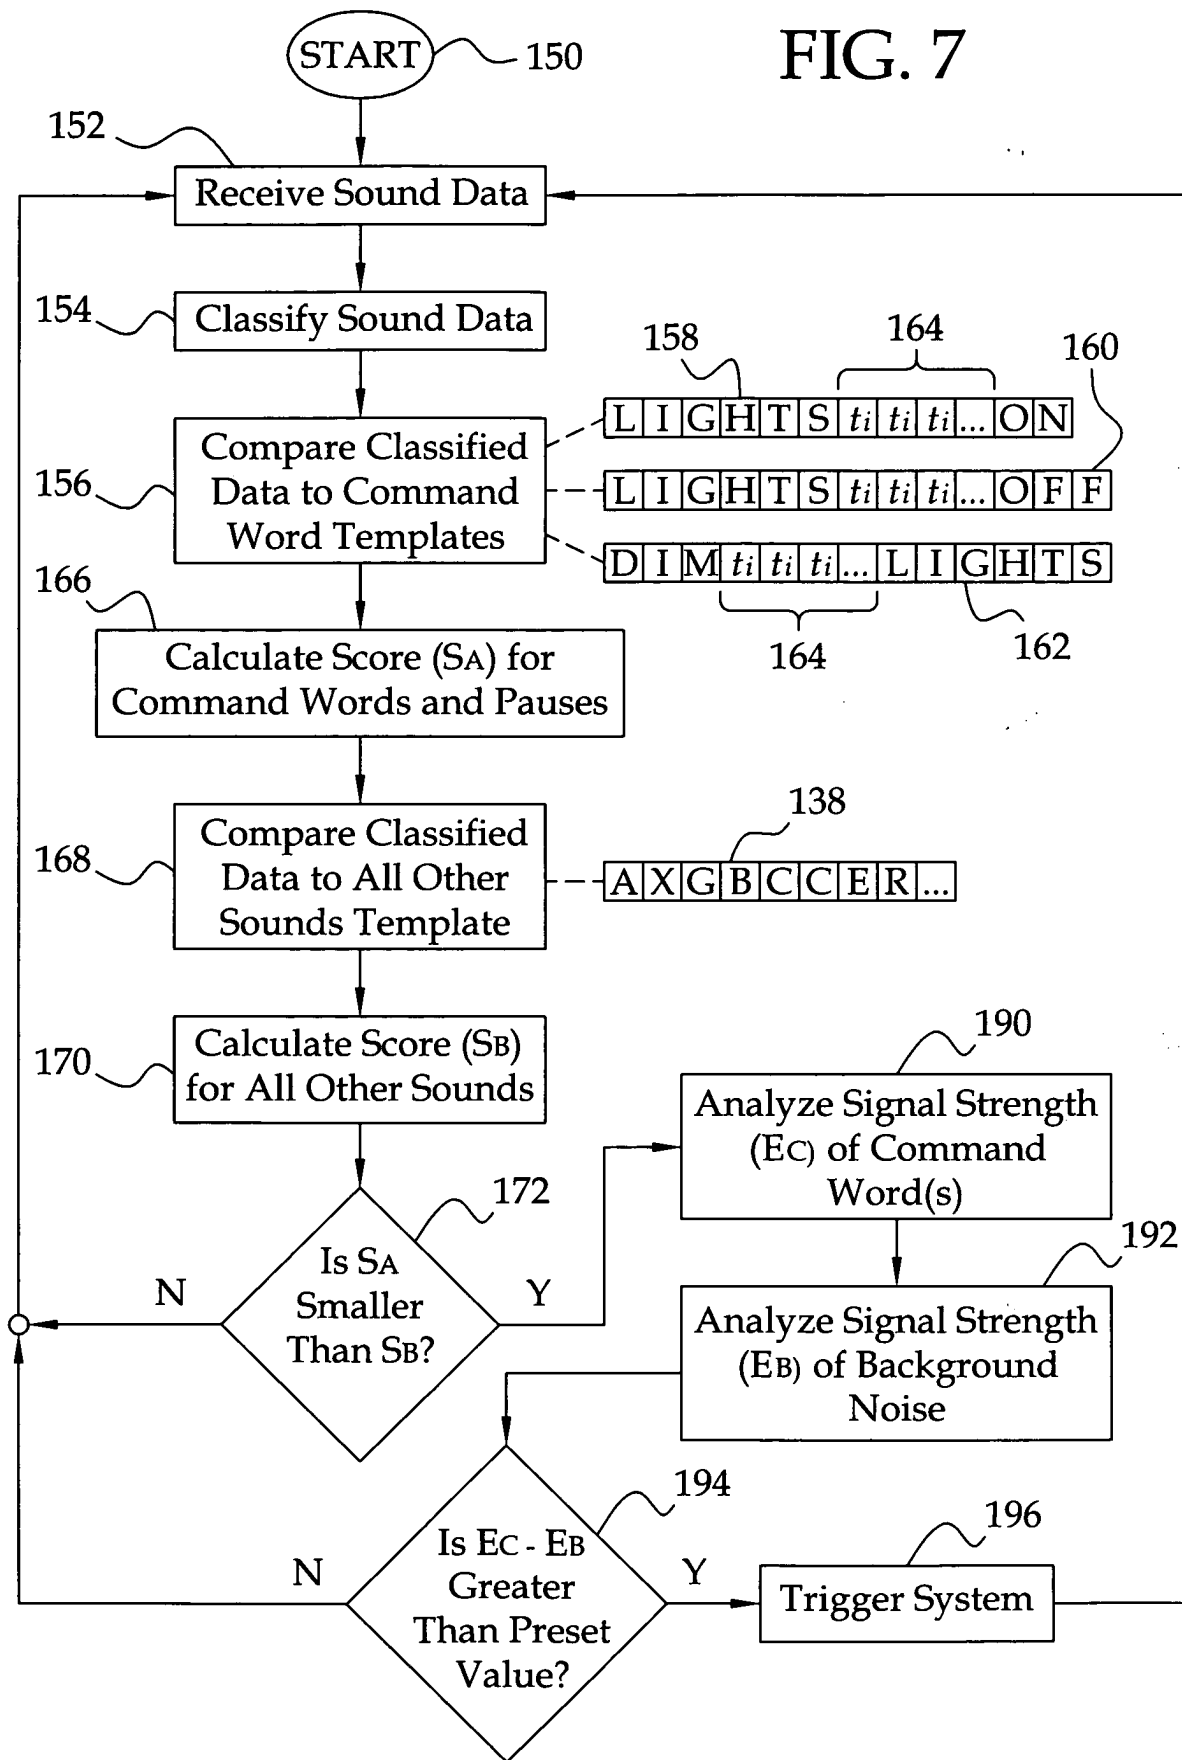 START
150
FIG. 7
152
Receive Sound Data
154
Classify Sound Data
158
164
160
L I G H T S ti ti ti ... O N
156
Compare Classified
Data to Command
Word Templates
L I G H T S ti ti ti ... O F F
D I M ti ti ti ... L I G H T S
166
164
162
Calculate Score (SA) for
Command Words and Pauses
138
168
Compare Classified
Data to All Other
Sounds Template
A X G B C C E R ...
170
Calculate Score (SB)
for All Other Sounds
190
Analyze Signal Strength
(EC) of Command
Word(s)
172
Is SA
Smaller
Than SB?
N
Y
192
Analyze Signal Strength
(EB) of Background
Noise
194
Is EC - EB
Greater
Than Preset
Value?
N
Y
196
Trigger System